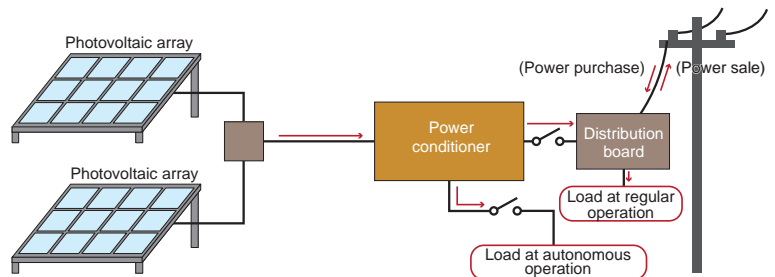 Photovoltaic array
(Power purchase)
(Power sale)
Power
conditioner
Distribution
board
Photovoltaic array
Load at regular
operation
Load at autonomous
operation